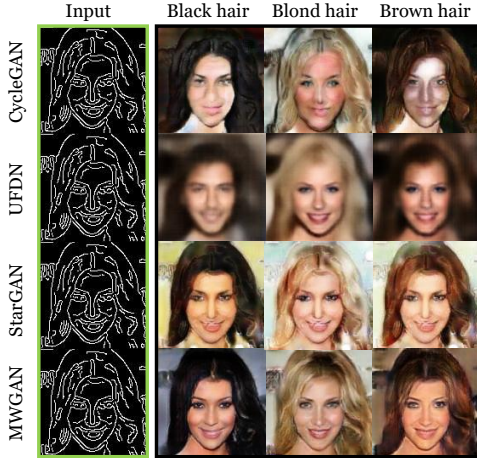 Input Black hair Blond hair Brown hair
CycleGAN
UFDN
StarGAN
MWGAN